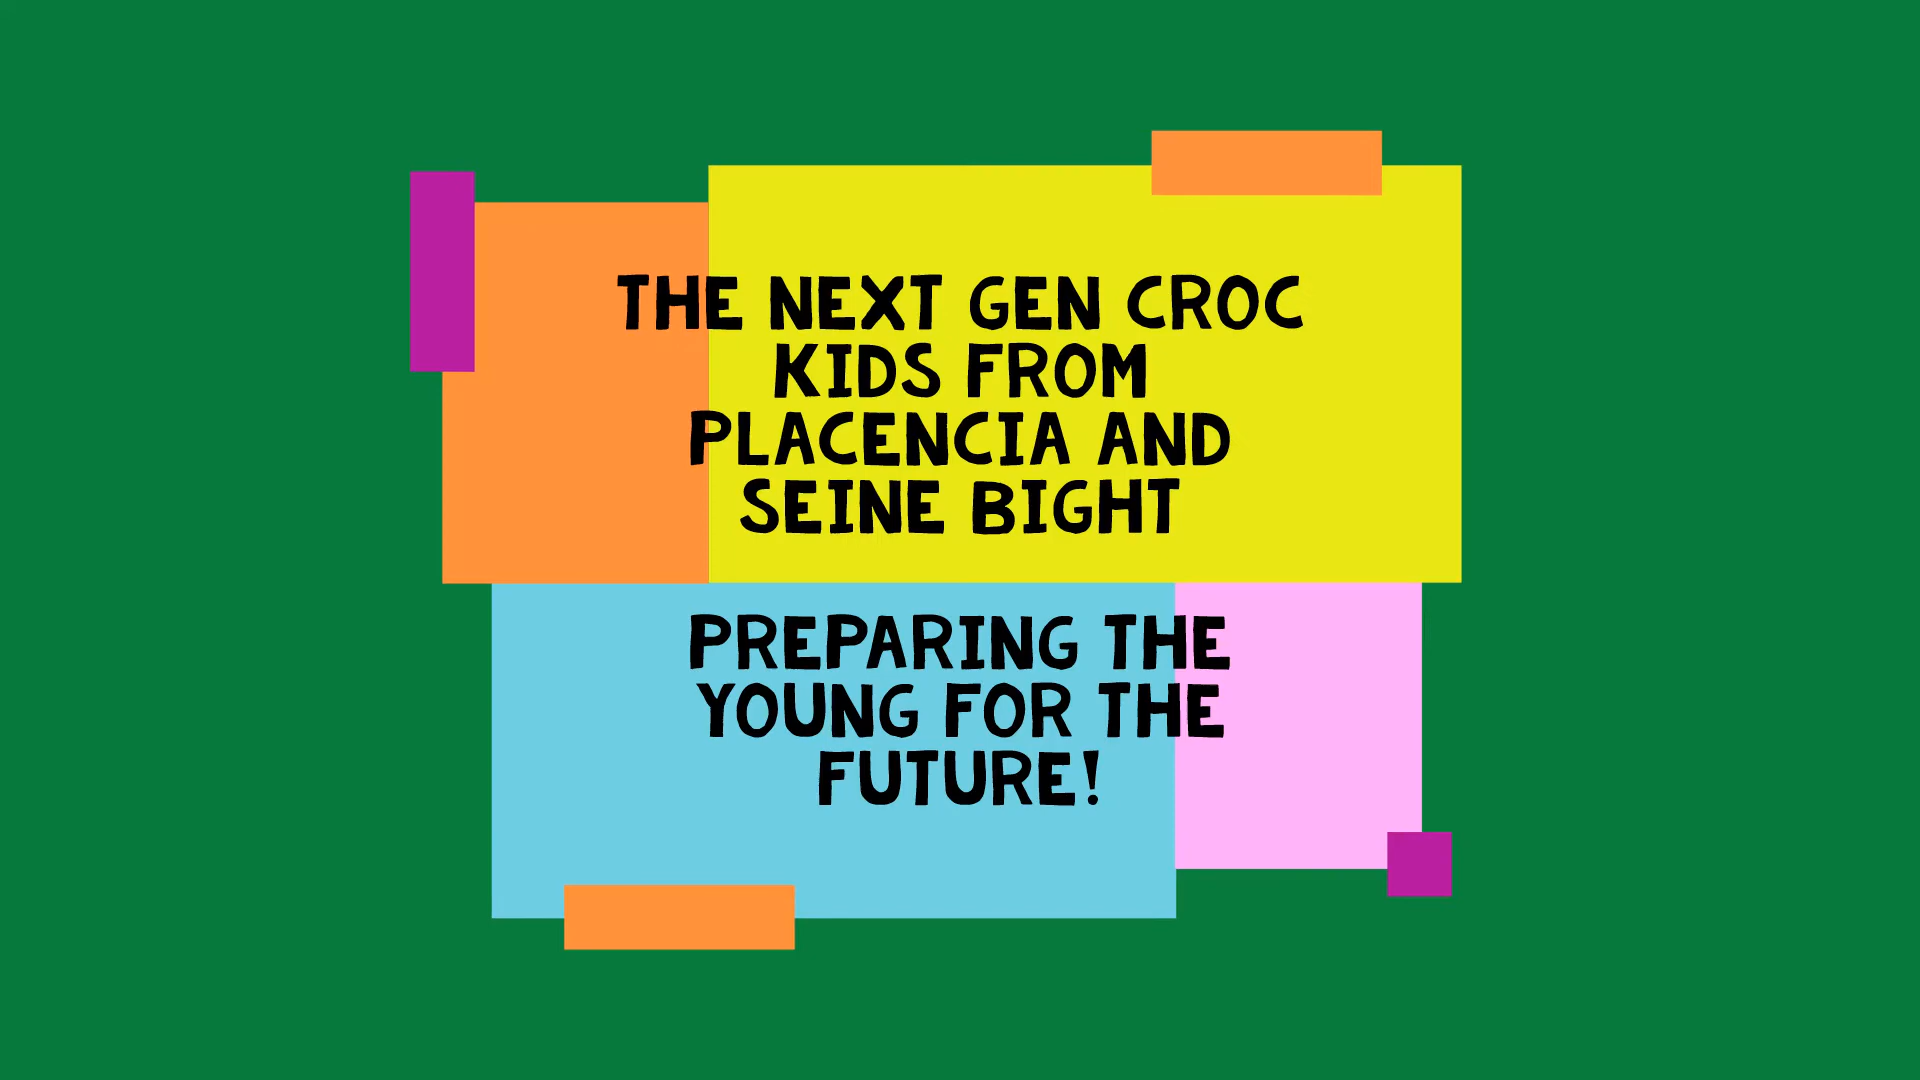 THE NEXT GEN CROC
KIDS FROM
PLACENCIA AND
SEINE BIGHT
PREPARING THE
YOUNG FOR THE
FUTURE!